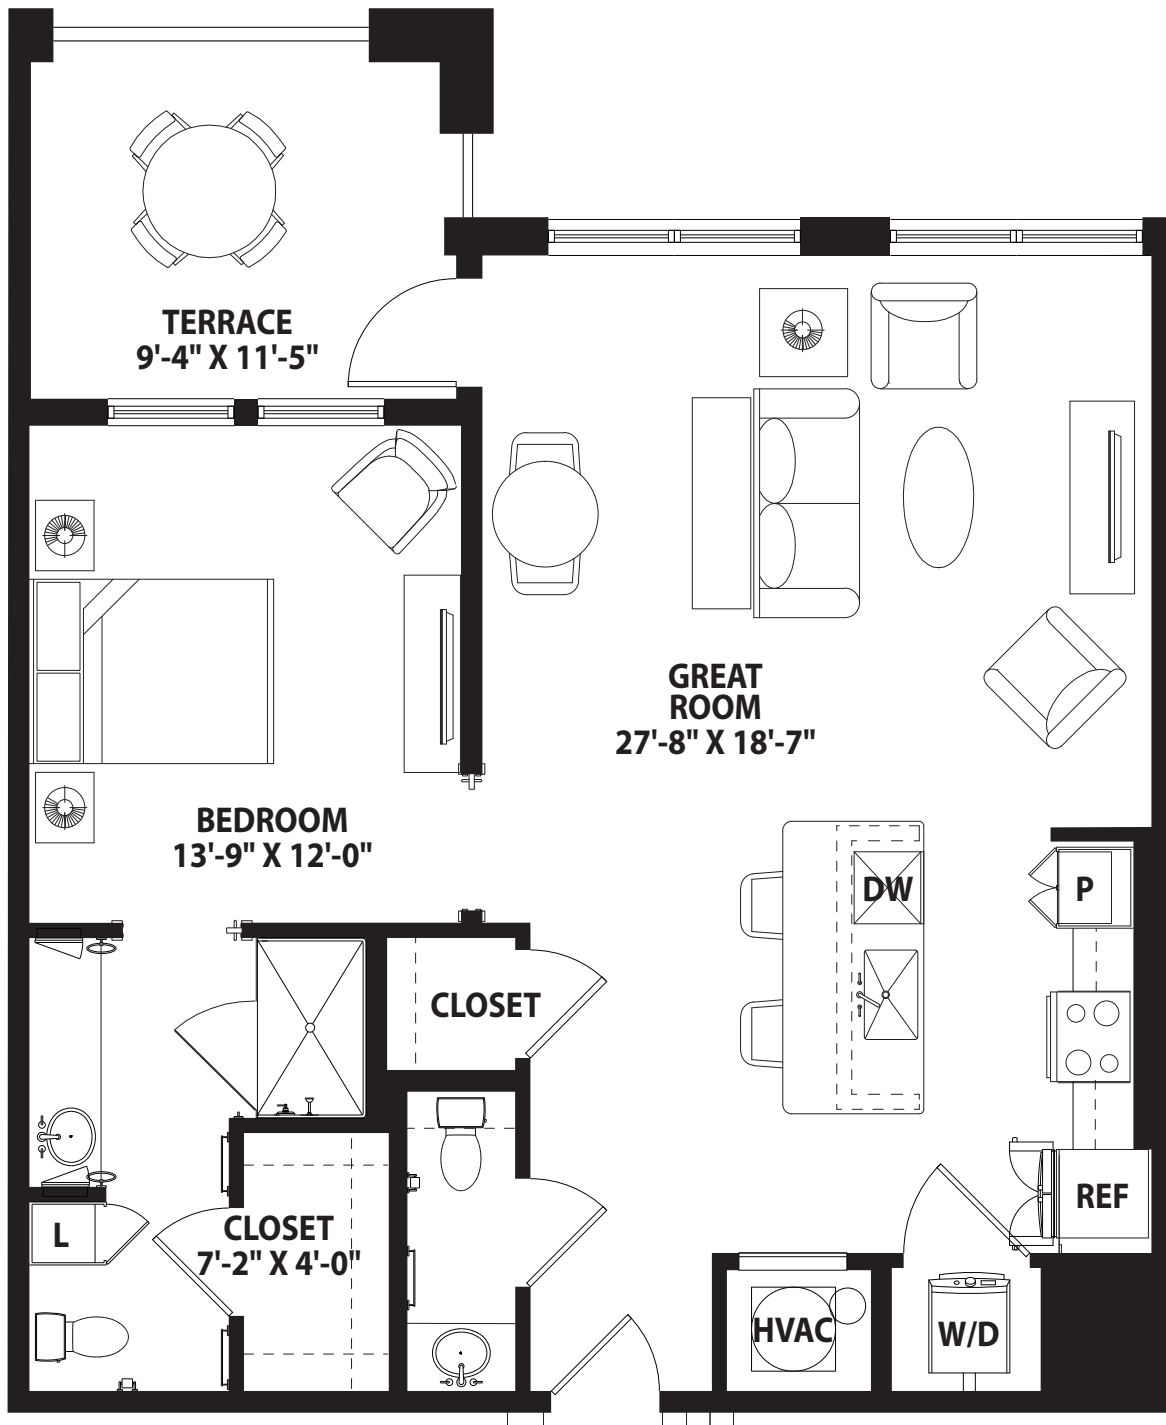 TERRACE
9'-4" X 11'-5"
GREAT
ROOM
27'-8" X 18'-7"
BEDROOM
13'-9" X 12'-0"
DW
P
CLOSET
REF
L
CLOSET
7'-2" X 4'-0"
HVAC
W/D